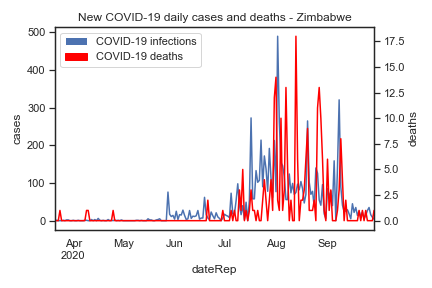 New COVID-19 daily cases and deaths - Zimbabwe
COVID-19 infections
COVID-19 deaths
500
400
300
200
100
0
cases
17.5
15.0
12.5
10.0
7.5
5.0
2.5
0.0
deaths
Apr May Jun Jul Aug Sep
2020
dateRep